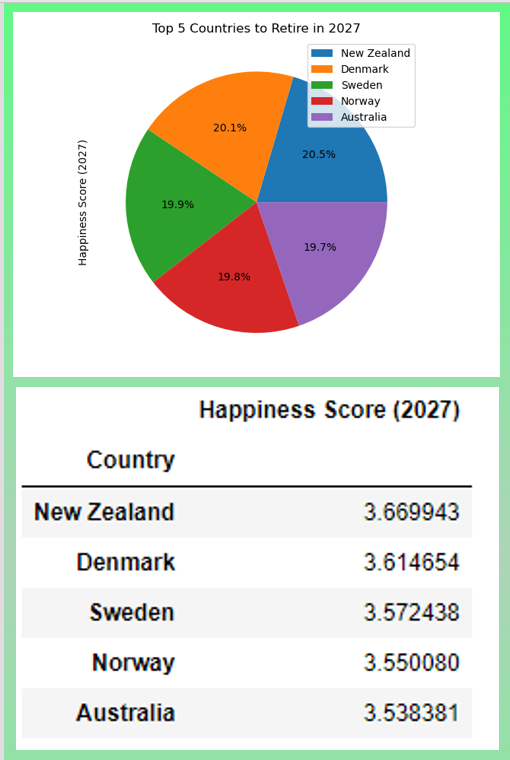 Top 5 Countries to Retire in 2027
New Zealand
Denmark
Sweden
Norway
Australia
20.1%
20.5%
Happiness Score (2027)
19.9%
19.7%
19.8%
Happiness Score (2027)
Country
New Zealand 3.669943
Denmark 3.614654
Sweden 3.572438
Norway 3.550080
Australia 3.538381